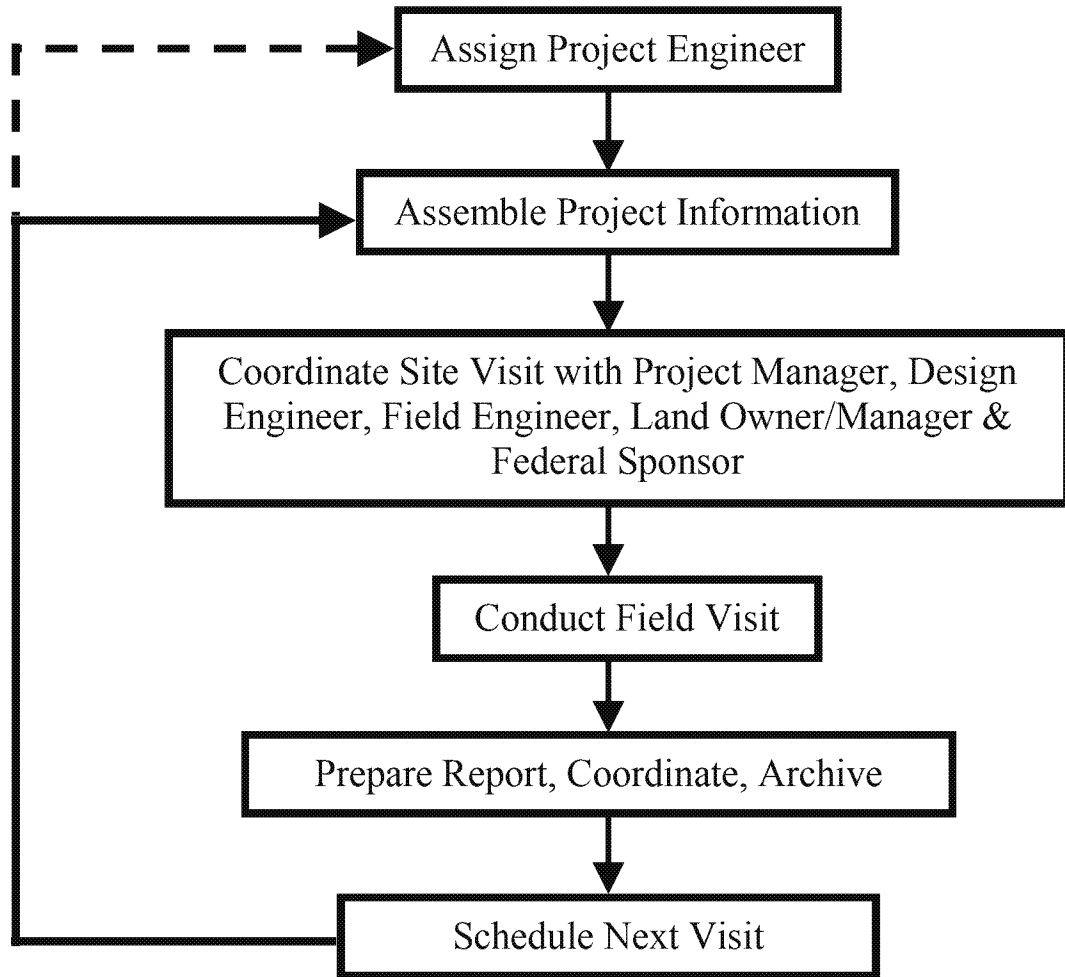 Assign Project Engineer
Assemble Project Information
Coordinate Site Visit with Project Manager, Design
Engineer, Field Engineer, Land Owner/Manager &
Federal Sponsor
Conduct Field Visit
Prepare Report, Coordinate, Archive
Schedule Next Visit